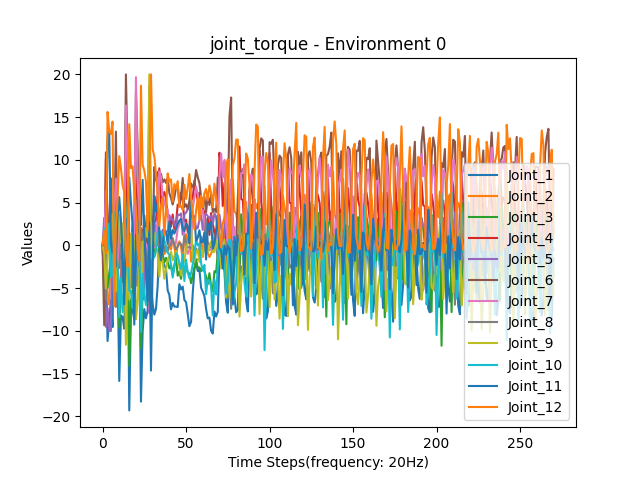 joint_torque - Environment 0
Values
20
15
10
5
0
−5
−10
−15
−20
0
50
100
150
200
250
Time Steps(frequency: 20Hz)
Joint_1
Joint_2
Joint_3
Joint_4
Joint_5
Joint_6
Joint_7
Joint_8
Joint_9
Joint_10
Joint_11
Joint_12